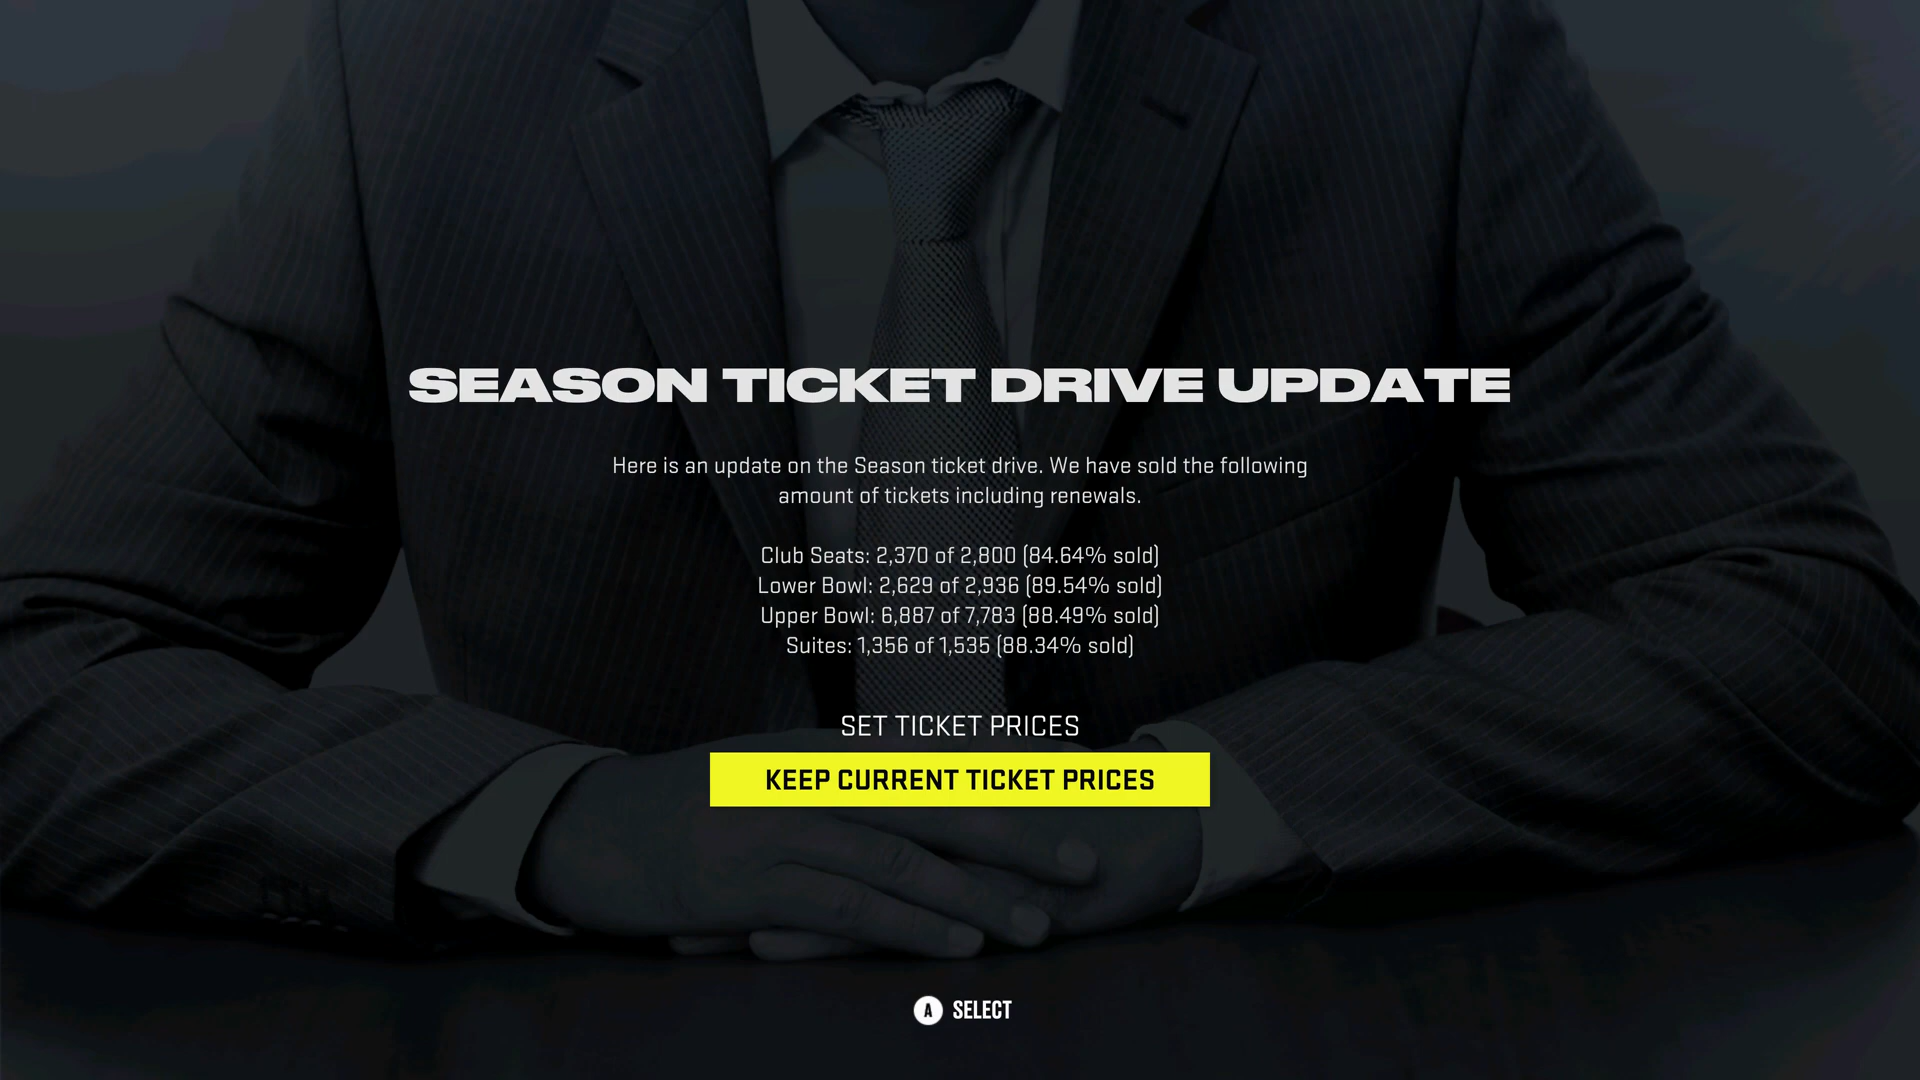 SEASON TICKET DRIVE UPDATE
Here is an update on the Season ticket drive. We have sold the following
amount of tickets including renewals.
Club Seats: 2,370 of 2,800 (84.64% sold)
Lower Bowl: 2,629 of 2,936 (89.54% sold)
Upper Bowl: 6,887 of 7,783 (88.49% sold)
Suites: 1,356 of 1,535 (88.34% sold)
SET TICKET PRICES
KEEP CURRENT TICKET PRICES
A SELECT